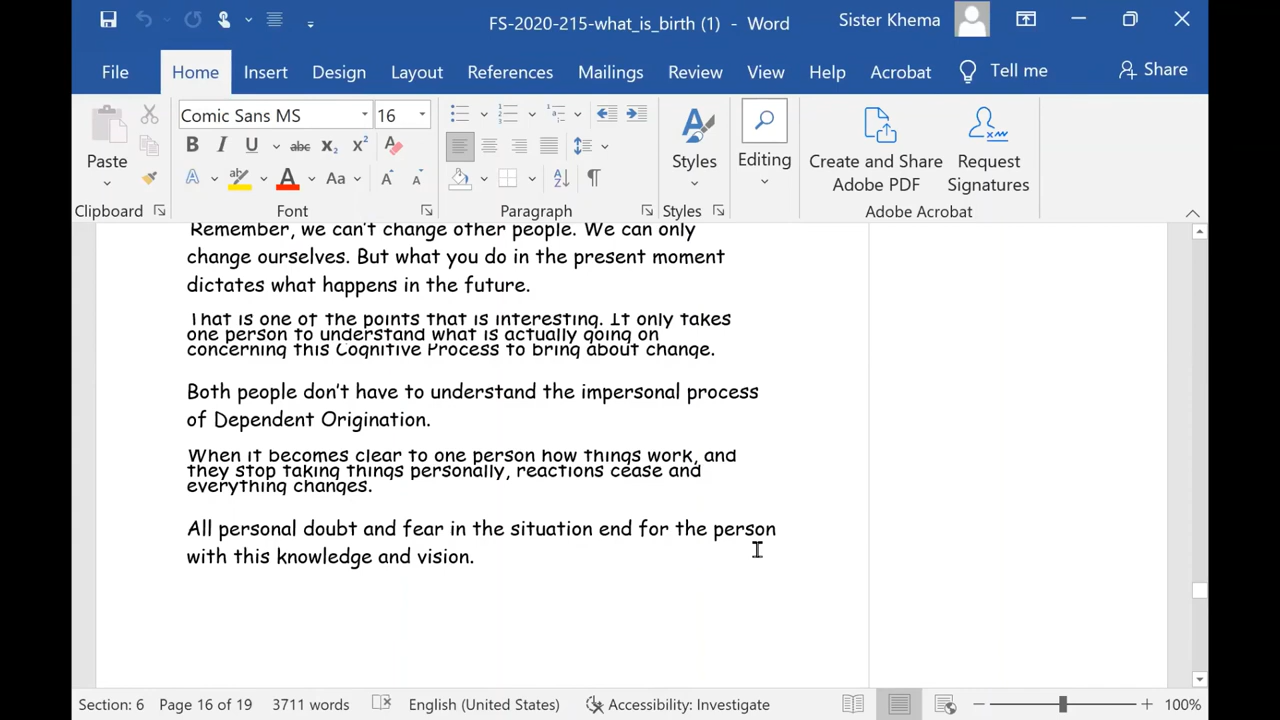 FS-2020-215-what_is_birth (1) - Word
Sister Khema
File Home Insert Design Layout References Mailings Review View Help Acrobat Tell me Share
Comic Sans MS 16
Paste
Styles
Editing
Create and Share Adobe PDF
Request Signatures
Clipboard Font Paragraph Styles Adobe Acrobat
Remember, we can't change other people. We can only
change ourselves. But what you do in the present moment
dictates what happens in the future.
That is one of the points that is interesting. It only takes
one person to understand what is actually going on
concerning this Cognitive Process to bring about change.
Both people don't have to understand the impersonal process
of Dependent Origination.
When it becomes clear to one person how things work, and
they stop taking things personally, reactions cease and
everything changes.
All personal doubt and fear in the situation end for the person
with this knowledge and vision.
Section: 6 Page 16 of 19 3711 words English (United States) Accessibility: Investigate 100%